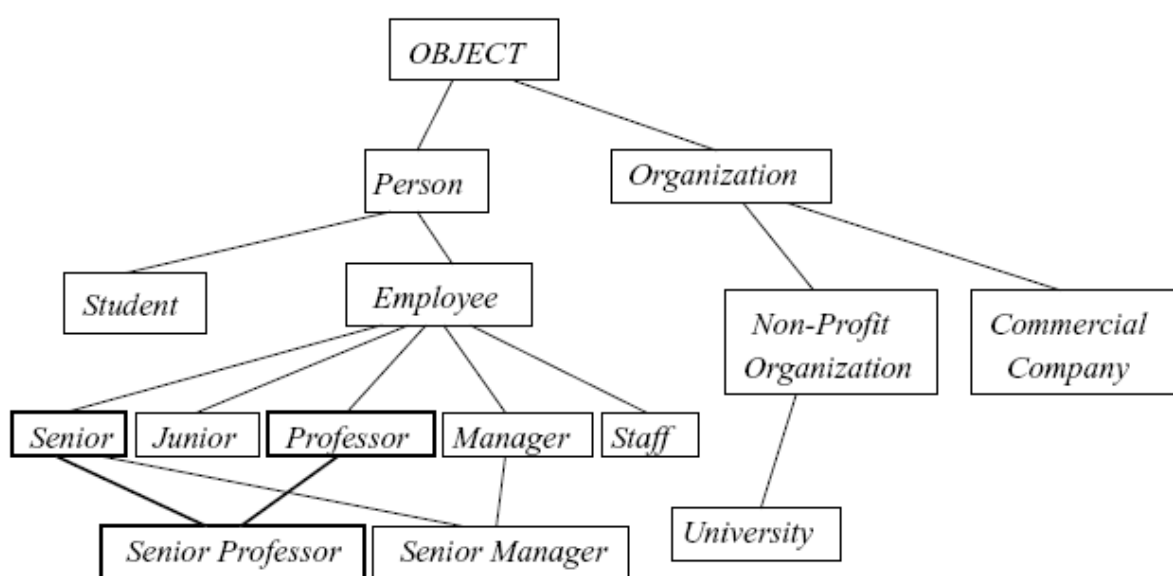 OBJECT
Person
Organization
Student
Employee
Non-Profit
Organization
Commercial
Company
Senior
Junior
Professor
Manager
Staff
Senior Professor
Senior Manager
University